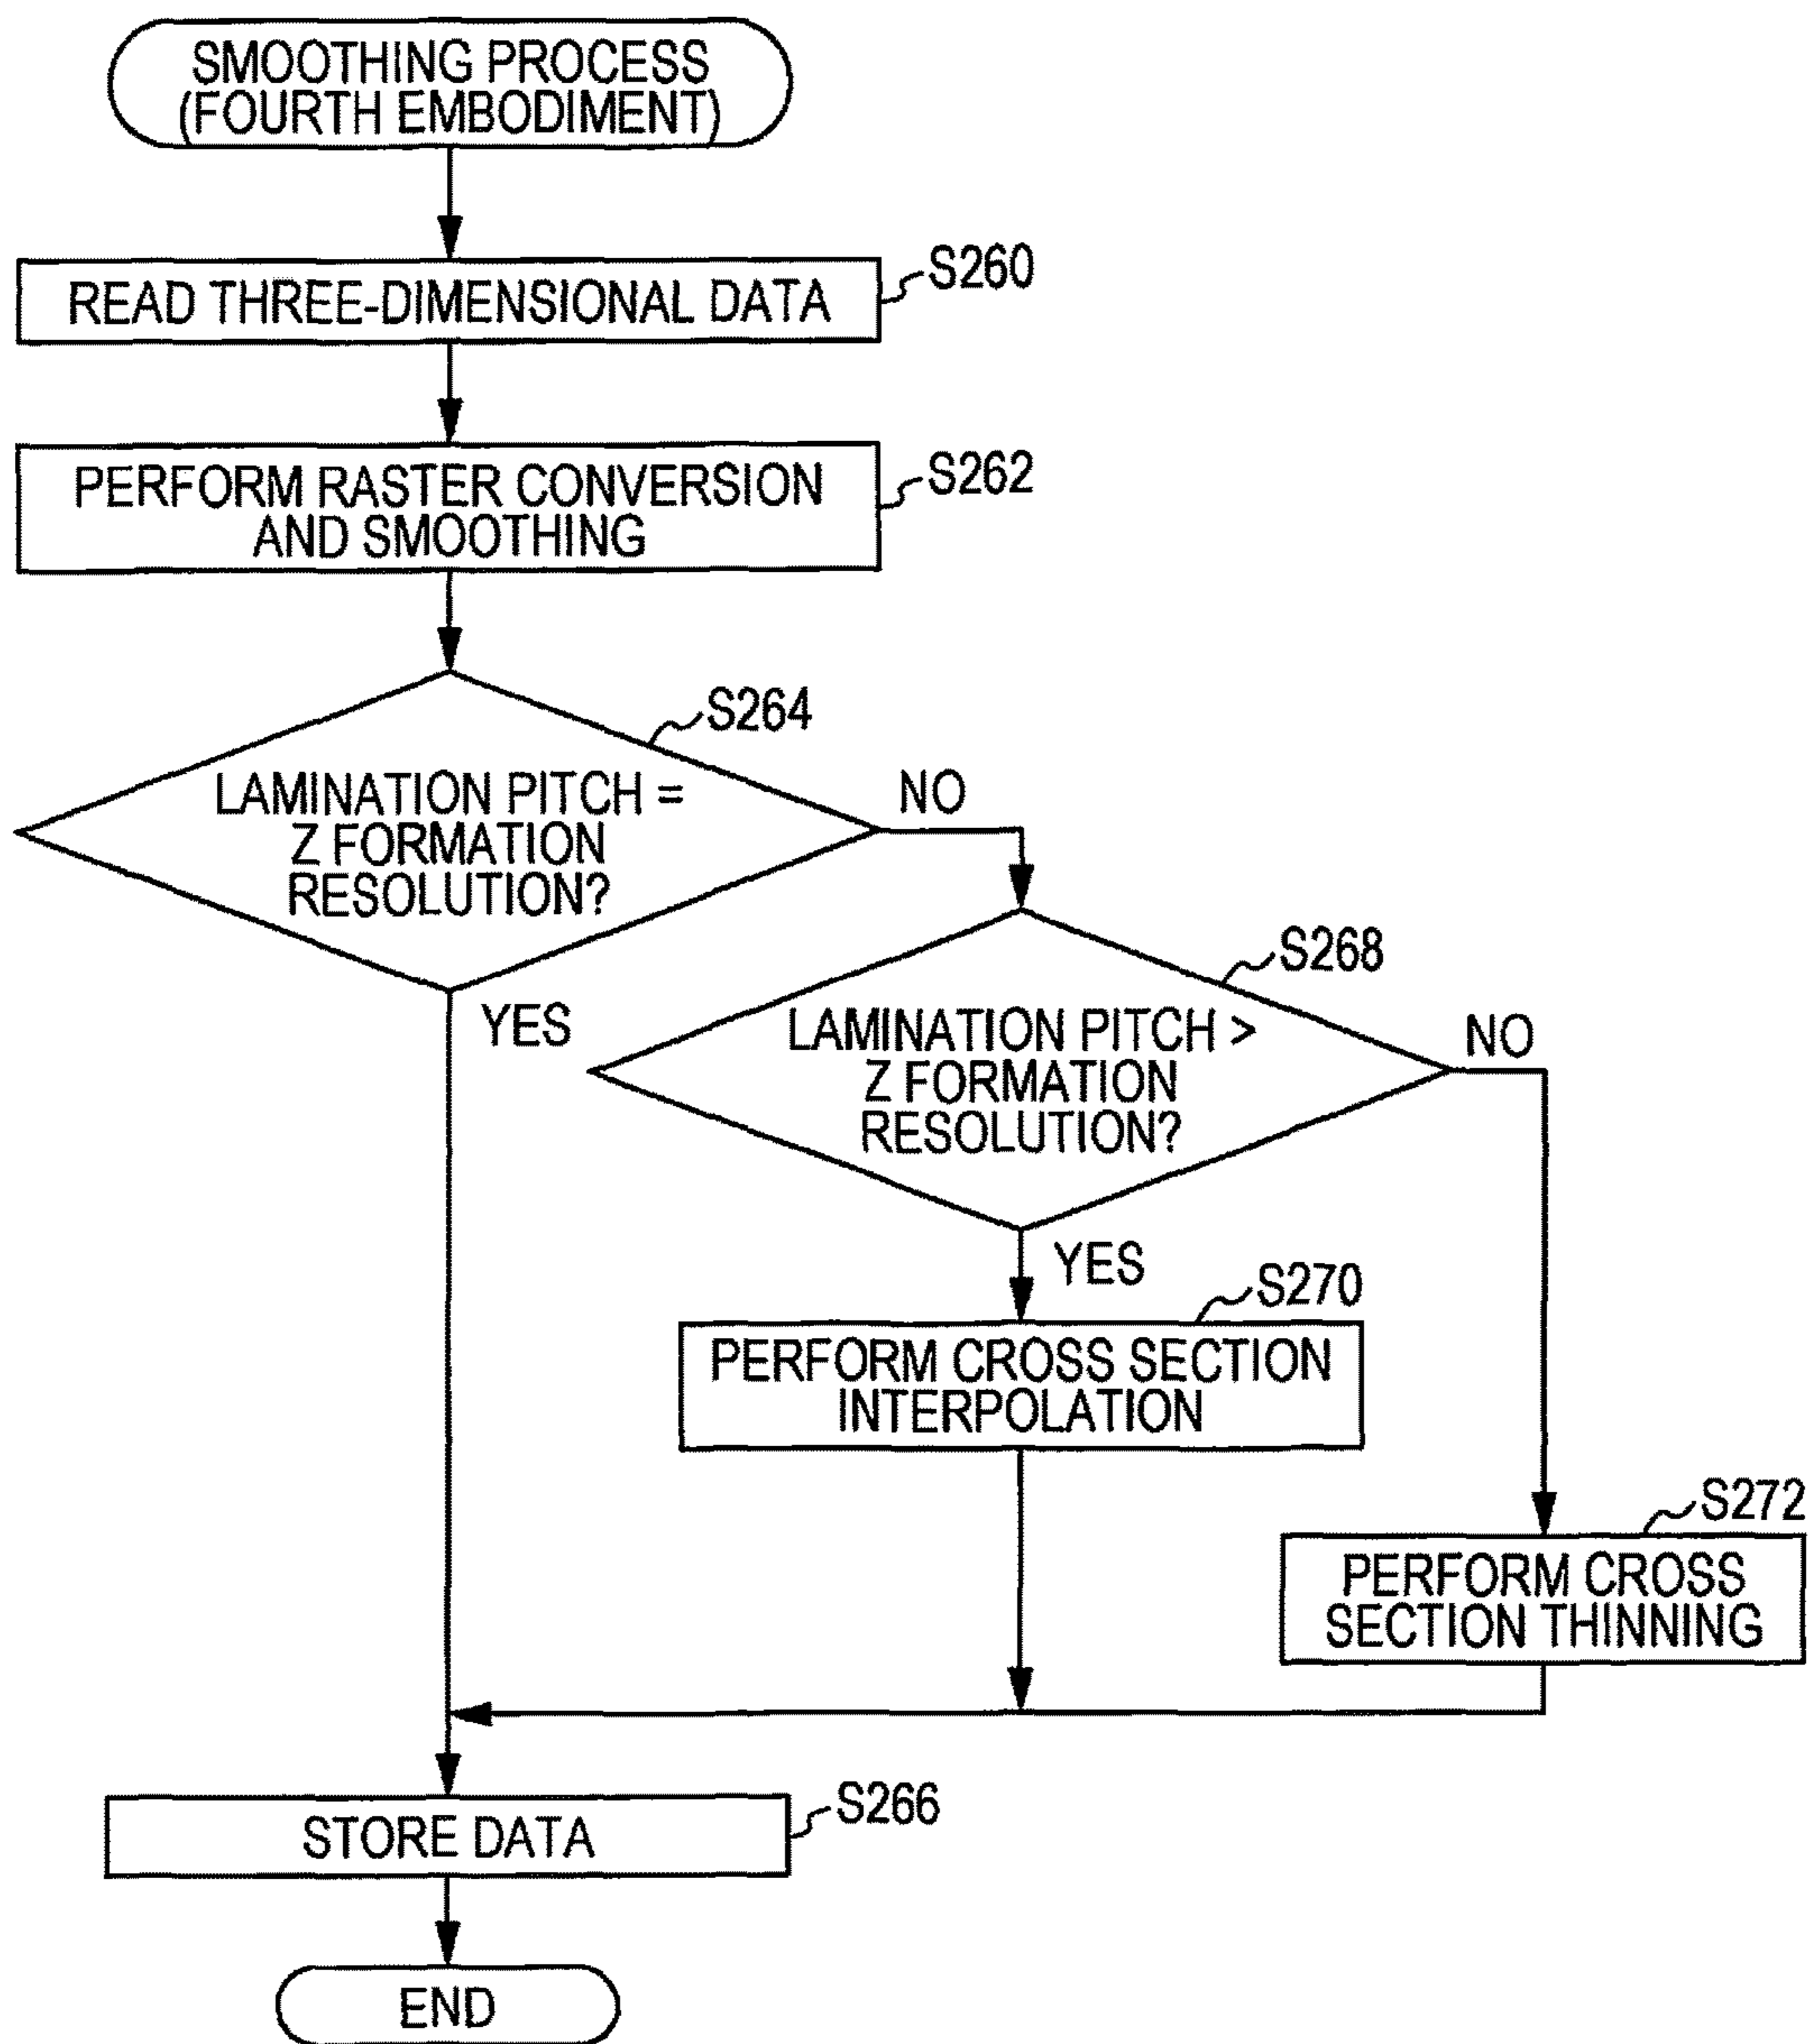 SMOOTHING PROCESS
(FOURTH EMBODIMENT)
S260
READ THREE-DIMENSIONAL DATA
S262
PERFORM RASTER CONVERSION
AND SMOOTHING
S264
LAMINATION PITCH =
Z FORMATION
RESOLUTION?
NO
YES
S268
LAMINATION PITCH >
Z FORMATION
RESOLUTION?
NO
YES
S270
PERFORM CROSS SECTION
INTERPOLATION
S272
PERFORM CROSS
SECTION THINNING
S266
STORE DATA
END